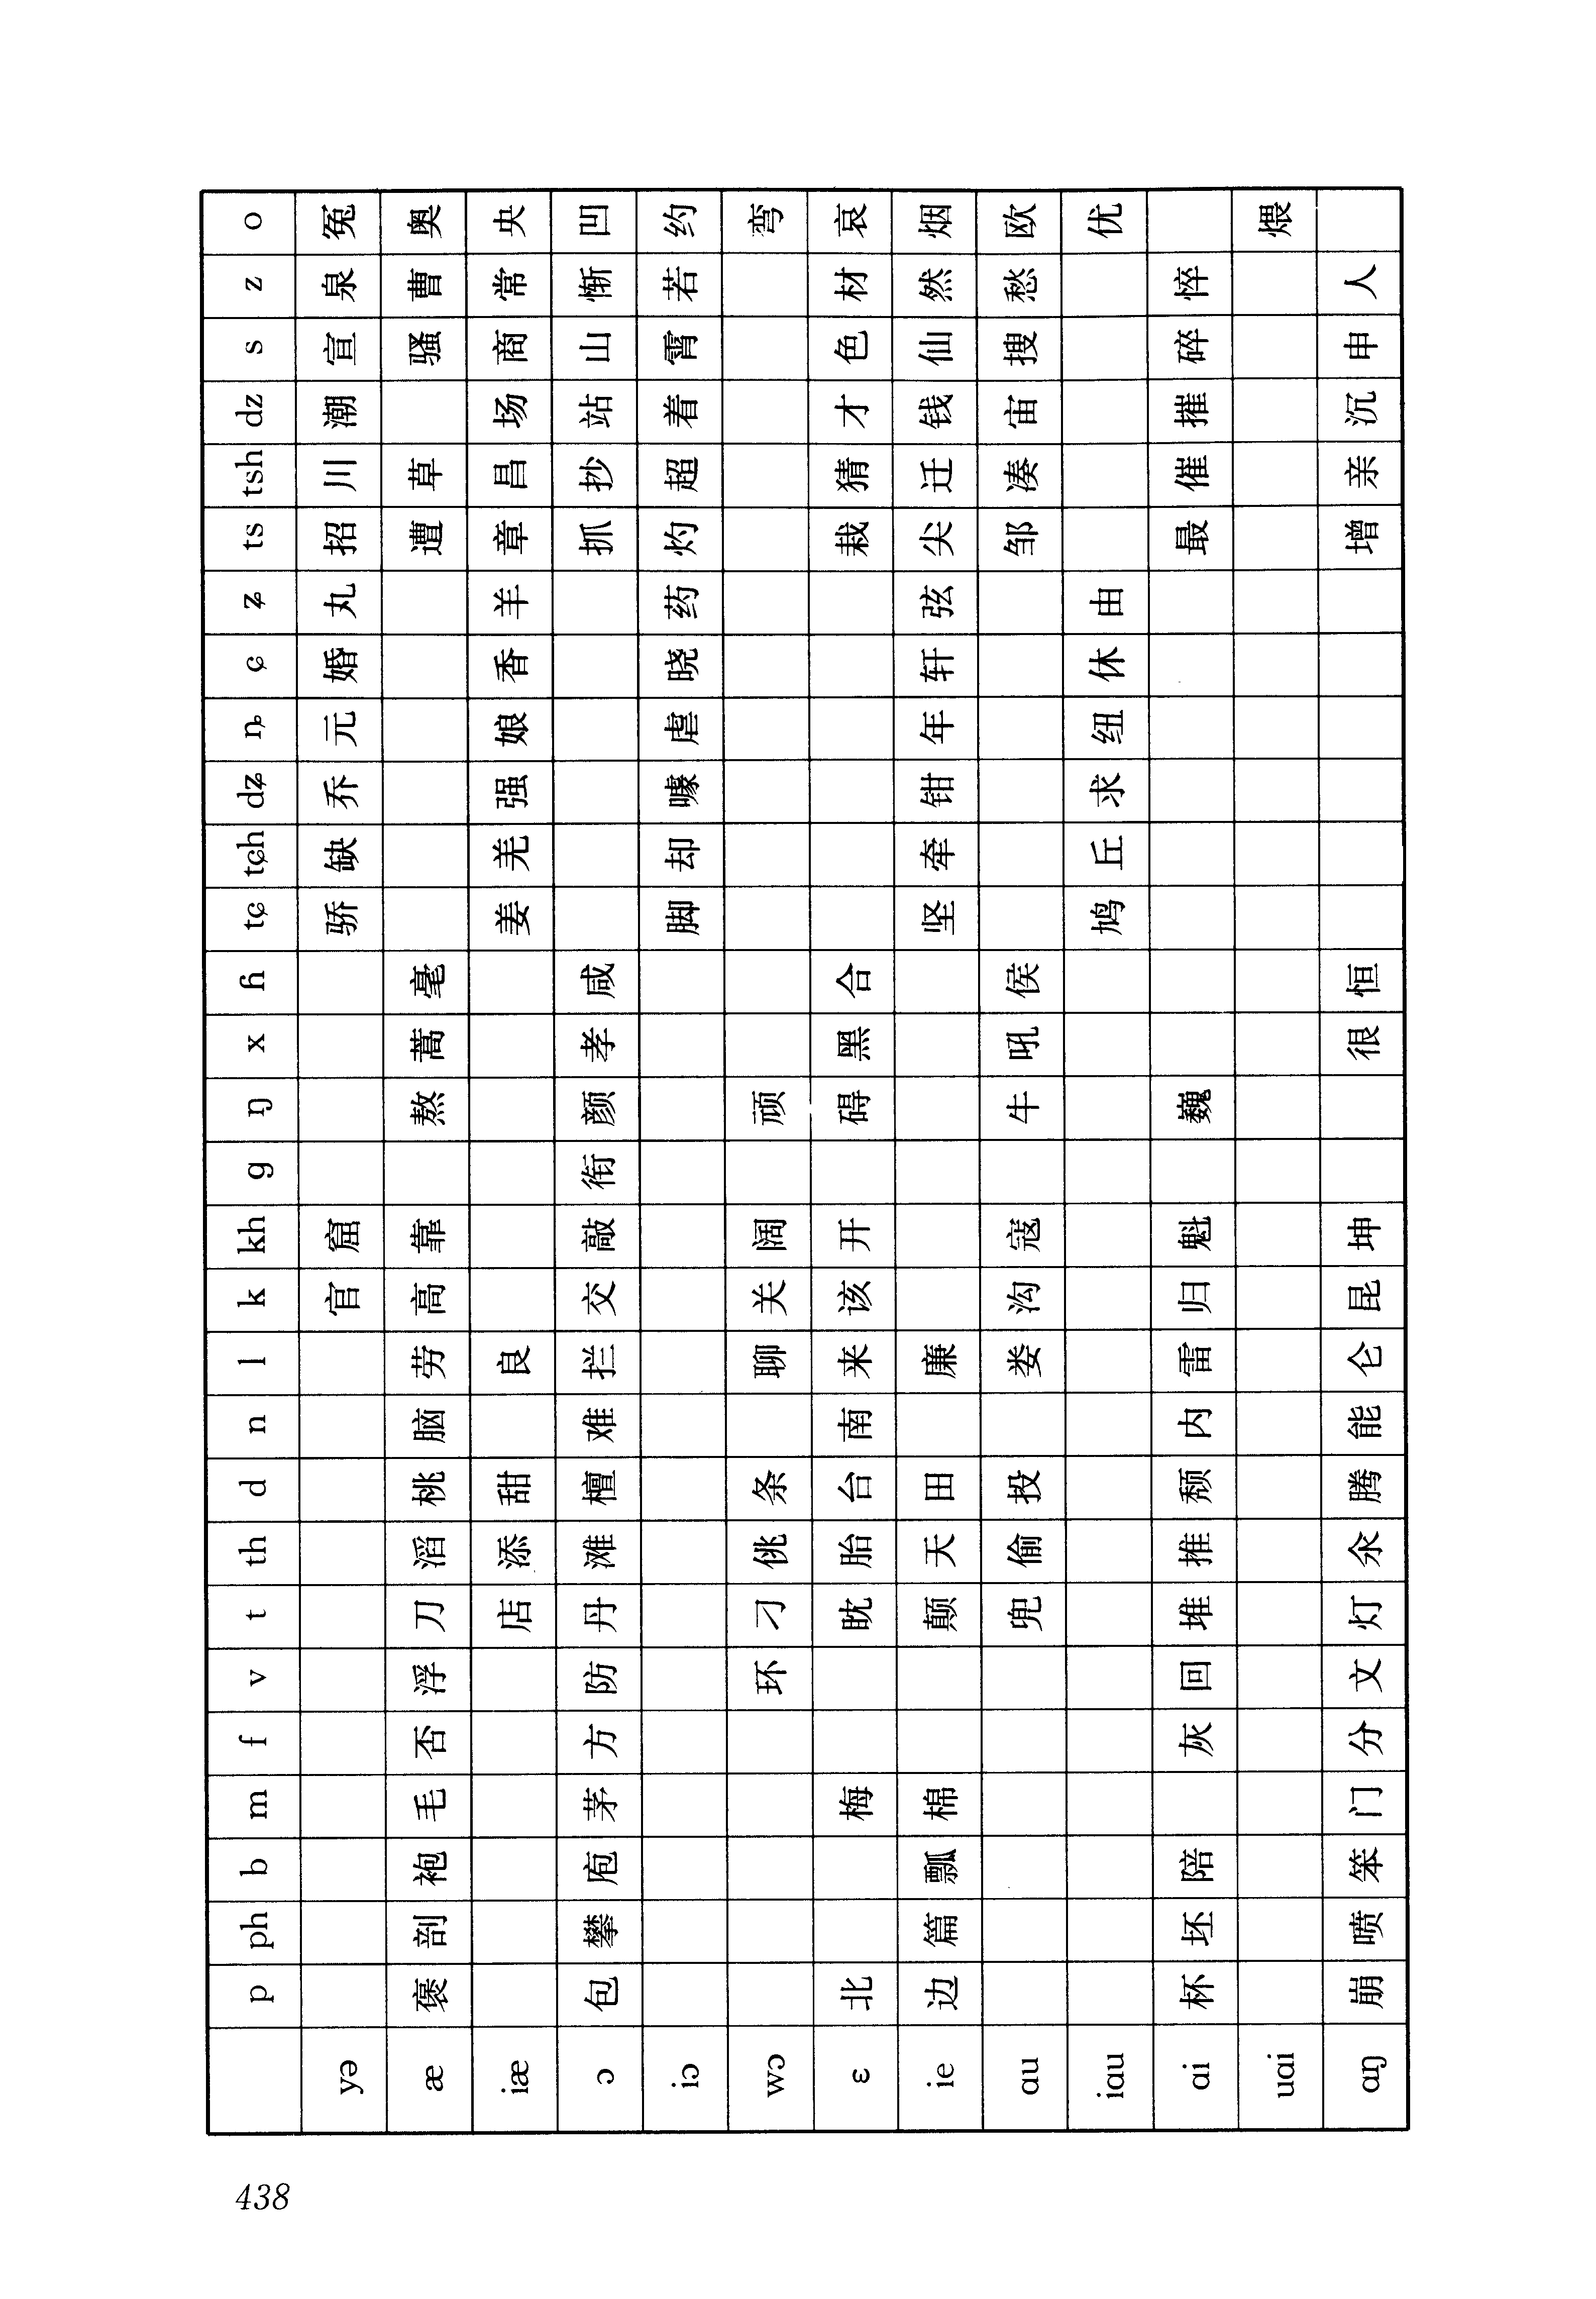 p ph b m f v t th d n l k kh g ŋ x ɦ tɕ tɕh dʑ ȵ ɕ ʑ ts tsh dz s z o
yə 官 窟 骄 缺 乔 元 婚 丸 招 川 潮 宣 泉 冤
æ 褒 剖 袍 毛 否 浮 刀 滔 桃 脑 劳 高 靠 熬 蒿 毫 遭 草 骚 曹 奥
iæ 店 添 甜 良 姜 羌 强 娘 香 羊 章 昌 场 商 常 央
ɔ 包 攀 庖 茅 方 防 丹 滩 檀 难 拦 交 敲 衔 颜 孝 咸 抓 抄 站 山 惭 凹
iɔ 脚 却 噱 虐 晓 药 灼 超 着 霄 若 约
wɔ 环 刁 佻 条 聊 关 阔 顽 弯
ɛ 北 梅 眈 胎 台 南 来 该 开 碍 黑 合 栽 猜 才 色 材 哀
ie 边 篇 瓢 棉 颠 天 田 廉 坚 牵 钳 年 轩 弦 尖 迁 钱 仙 然 烟
ɑu 兜 偷 投 娄 沟 寇 牛 吼 侯 邹 凑 宙 搜 愁 欧
iɑu 鸠 丘 求 纽 休 由 优
ɑi 杯 坯 陪 灰 回 堆 推 颓 内 雷 归 魁 巍 最 催 摧 碎 悴
uɑi 煨
ɑŋ 崩 喷 笨 门 分 文 灯 氽 腾 能 仑 昆 坤 很 恒 增 亲 沉 申 人
438